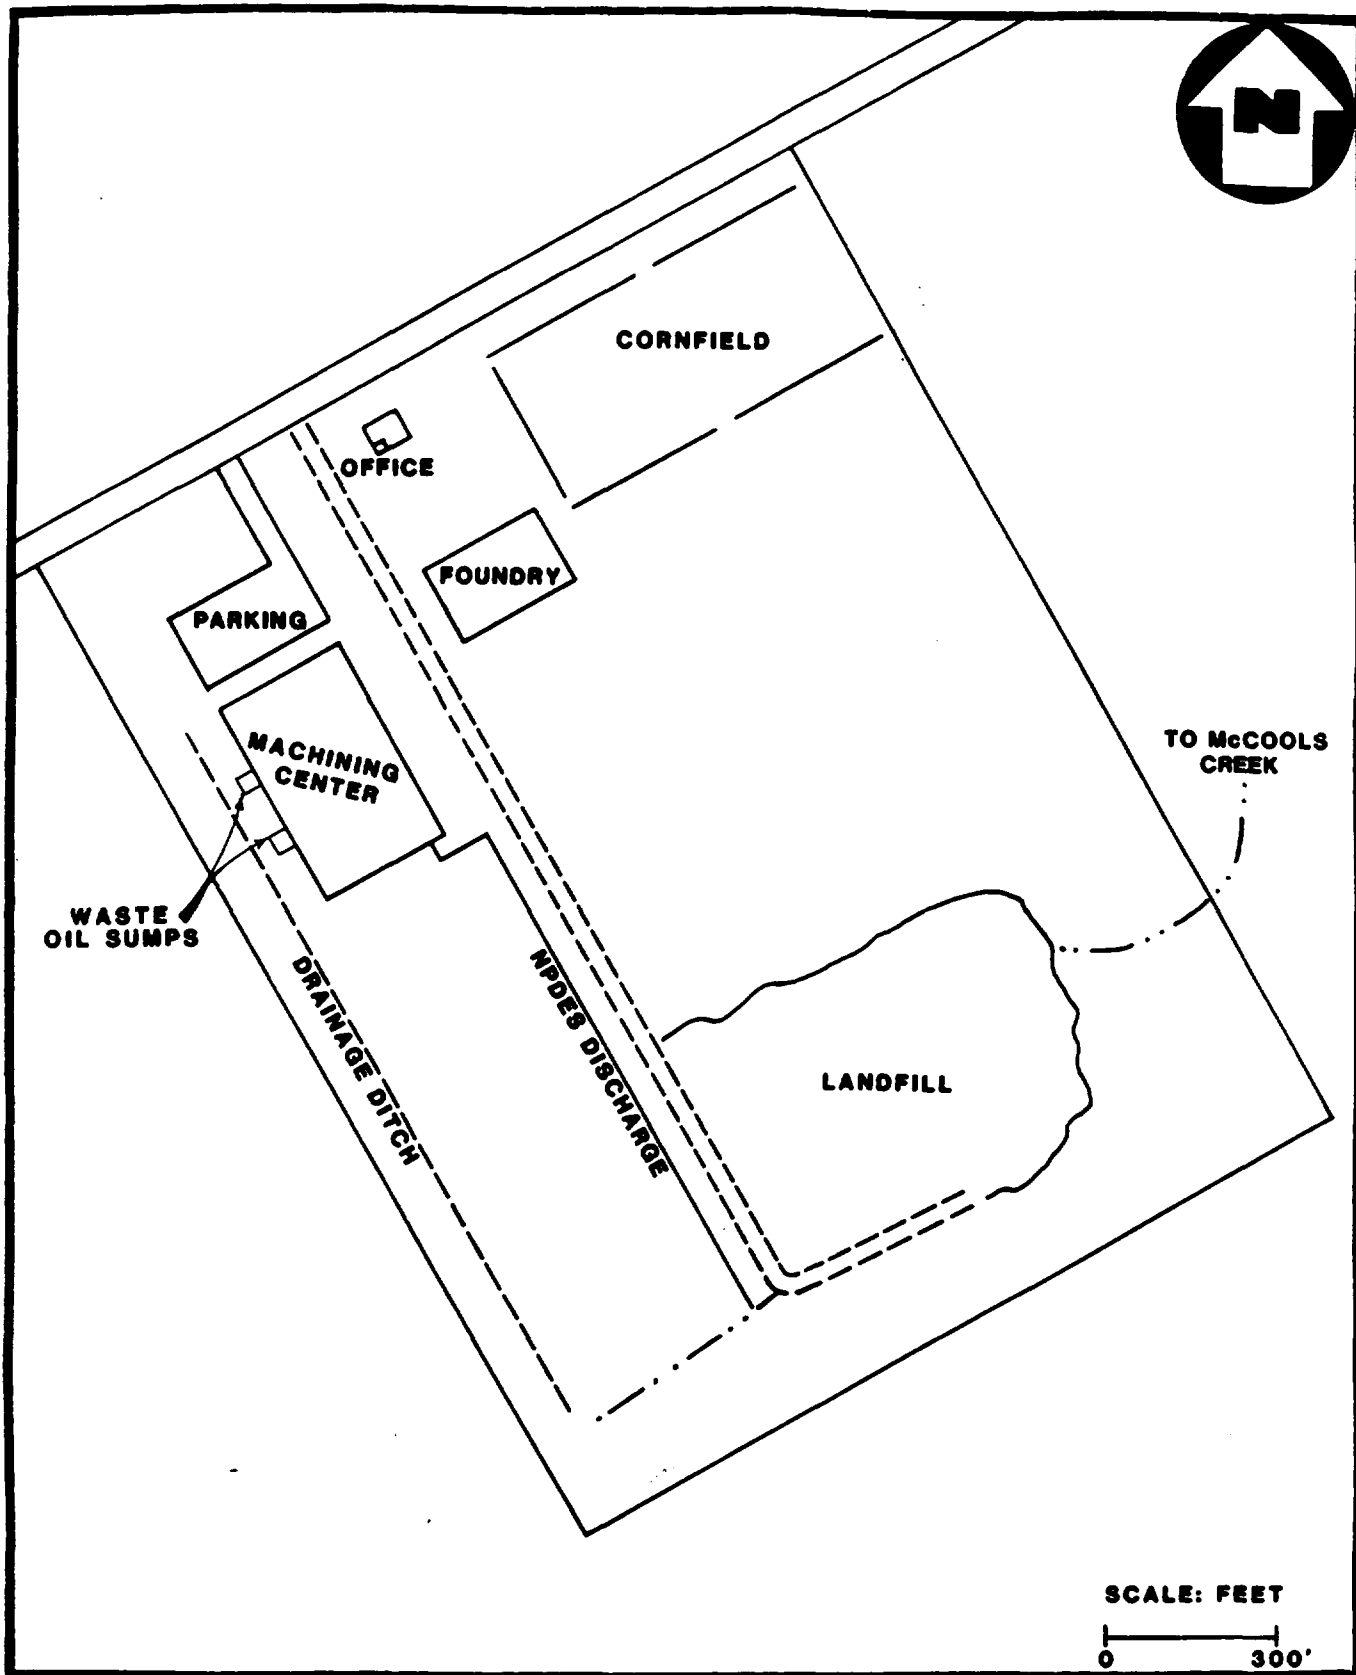 N
CORNFIELD
OFFICE
FOUNDRY
PARKING
MACHINING
CENTER
TO McCOOLS
CREEK
WASTE
OIL SUMPS
DRAINAGE DITCH
NPDES DISCHARGE
LANDFILL
SCALE: FEET
0 300'